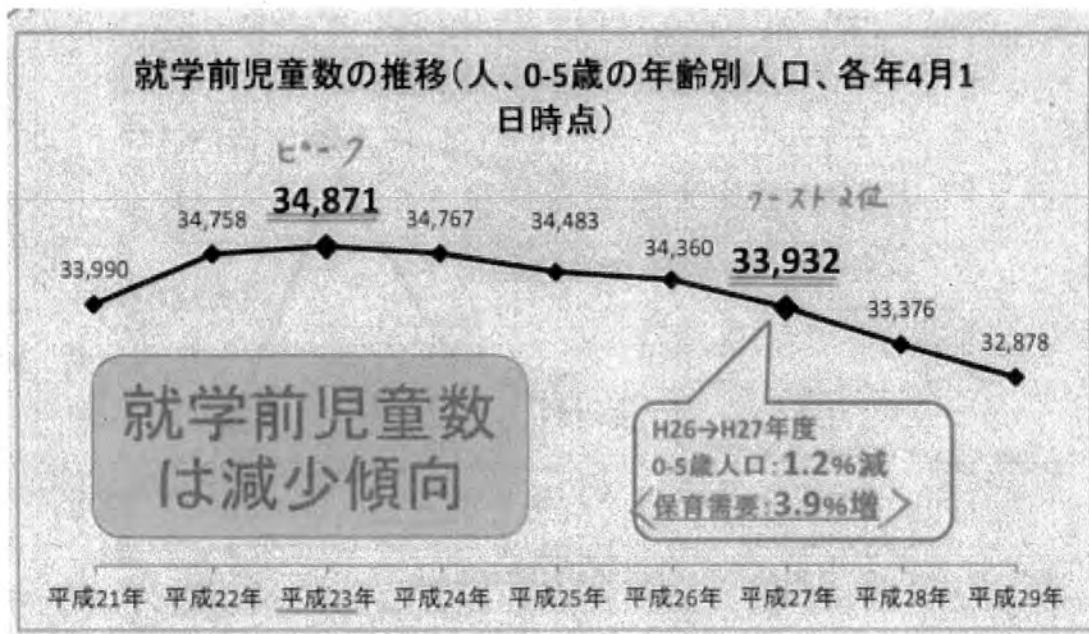 就学前児童数の推移(人、0-5歳の年齢別人口、各年4月1
日時点)
ピーク
ワースト2位
34,871
34,758
34,767
34,483
34,360
33,932
33,990
33,376
32,878
就学前児童数
は減少傾向
H26→H27年度
0-5歳人口:1.2%減
保育需要:3.9%増
平成21年 平成22年 平成23年 平成24年 平成25年 平成26年 平成27年 平成28年 平成29年